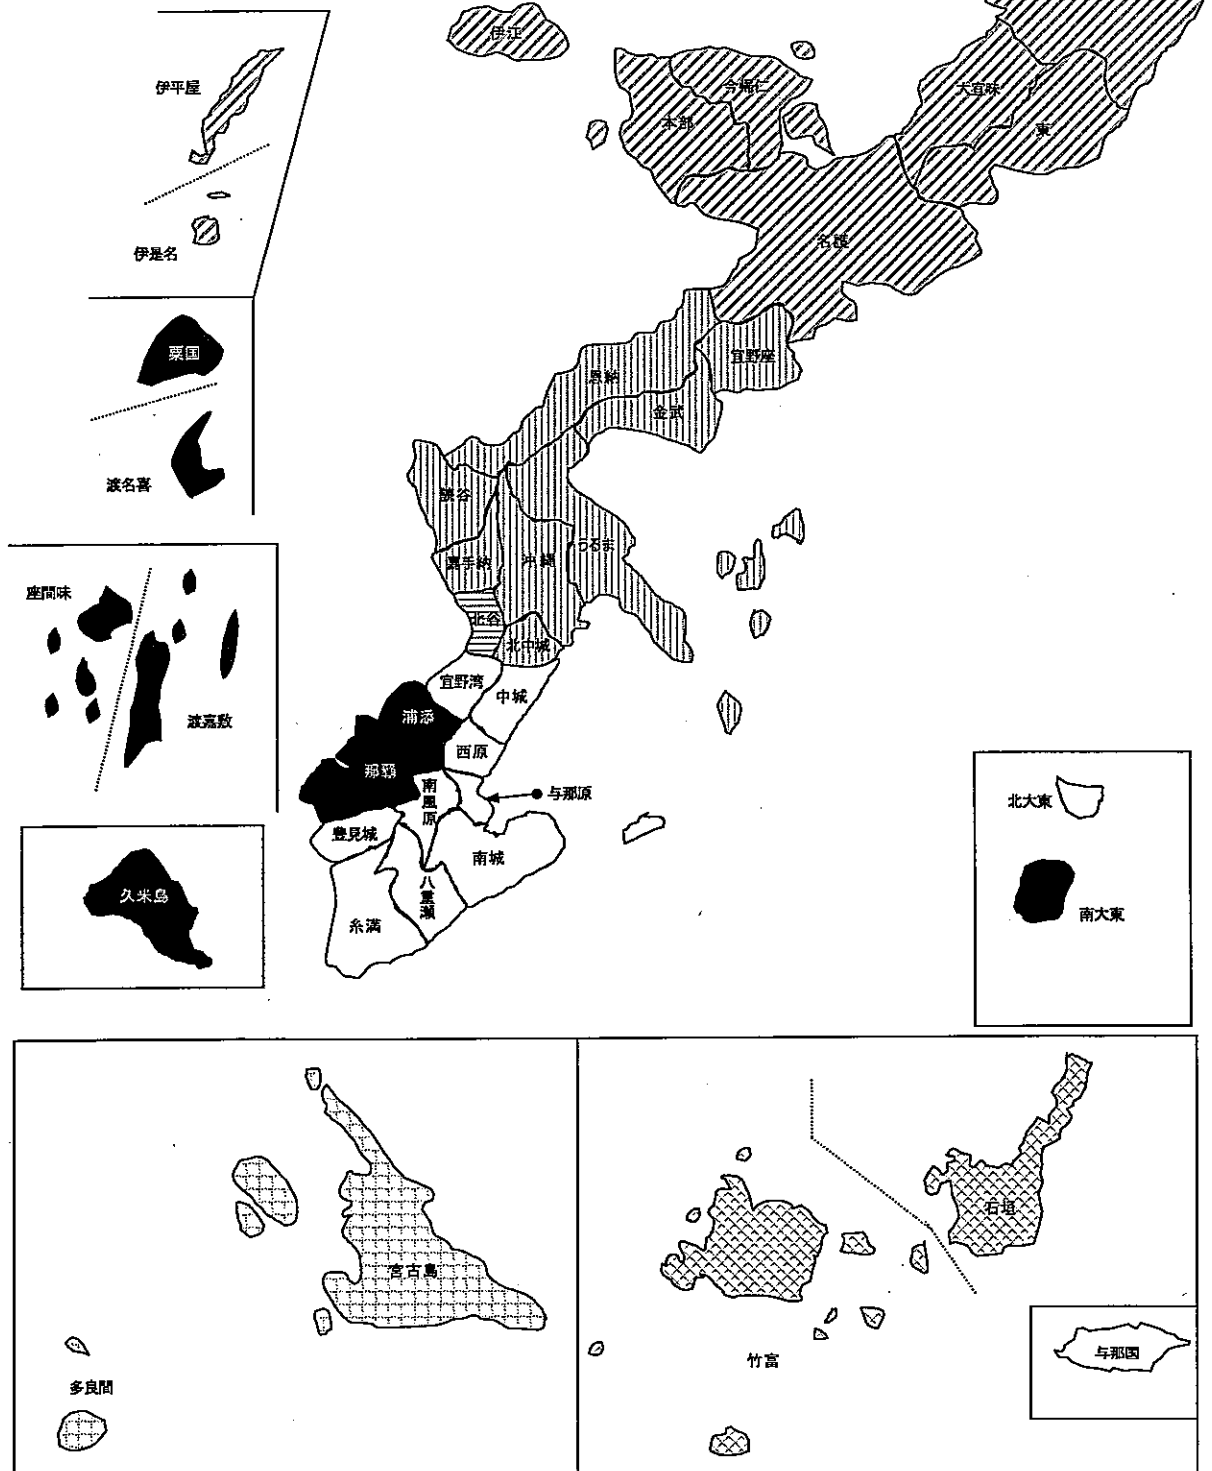 伊江
伊平屋
今帰仁
大宜味
本部
東
伊是名
名護
粟国
宜野座
恩納
金武
渡名喜
読谷
うるま
嘉手納
沖縄
座間味
北谷
北中城
宜野湾
中城
渡嘉敷
浦添
西原
那覇
南風原
与那原
北大東
豊見城
南城
久米島
八重瀬
糸満
南大東
石垣
宮古島
与那国
竹富
多良間